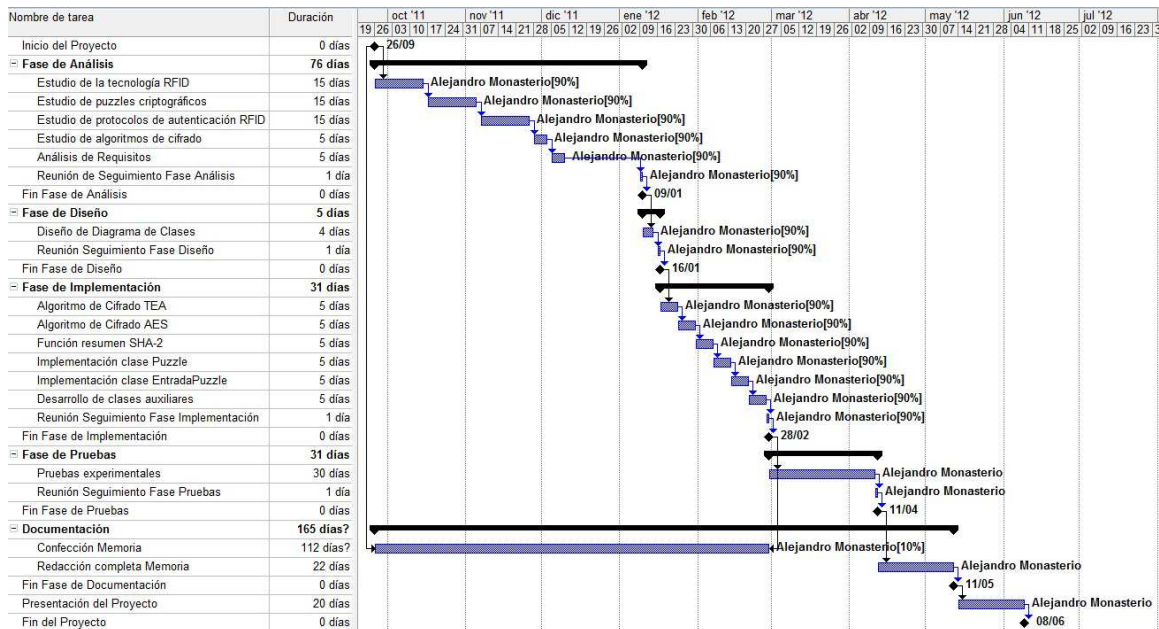 Nombre de tarea Duración oct '11 nov '11 dic '11 ene '12 feb '12 mar '12 abr '12 may '12 jun '12 jul '12
19 26 03 10 17 24 31 07 14 21 28 05 12 19 26 02 09 16 23 30 06 13 20 27 05 12 19 26 02 09 16 23 30 07 14 21 28 04 11 18 25 02 09 16 23
Inicio del Proyecto 0 días 26/09
Fase de Análisis 76 días
Estudio de la tecnología RFID 15 días Alejandro Monasterio[90%]
Estudio de puzzles criptográficos 15 días Alejandro Monasterio[90%]
Estudio de protocolos de autenticación RFID 15 días Alejandro Monasterio[90%]
Estudio de algoritmos de cifrado 5 días Alejandro Monasterio[90%]
Análisis de Requisitos 5 días Alejandro Monasterio[90%]
Reunión de Seguimiento Fase Análisis 1 día Alejandro Monasterio[90%]
Fin Fase de Análisis 0 días 09/01
Fase de Diseño 5 días
Diseño de Diagrama de Clases 4 días Alejandro Monasterio[90%]
Reunión Seguimiento Fase Diseño 1 día Alejandro Monasterio[90%]
Fin Fase de Diseño 0 días 16/01
Fase de Implementación 31 días
Algoritmo de Cifrado TEA 5 días Alejandro Monasterio[90%]
Algoritmo de Cifrado AES 5 días Alejandro Monasterio[90%]
Función resumen SHA-2 5 días Alejandro Monasterio[90%]
Implementación clase Puzzle 5 días Alejandro Monasterio[90%]
Implementación clase EntradaPuzzle 5 días Alejandro Monasterio[90%]
Desarrollo de clases auxiliares 5 días Alejandro Monasterio[90%]
Reunión Seguimiento Fase Implementación 1 día Alejandro Monasterio[90%]
Fin Fase de Implementación 0 días 28/02
Fase de Pruebas 31 días
Pruebas experimentales 30 días Alejandro Monasterio
Reunión Seguimiento Fase Pruebas 1 día Alejandro Monasterio
Fin Fase de Pruebas 0 días 11/04
Documentación 165 días?
Confección Memoria 112 días? Alejandro Monasterio[10%]
Redacción completa Memoria 22 días Alejandro Monasterio
Fin Fase de Documentación 0 días 11/05
Presentación del Proyecto 20 días Alejandro Monasterio
Fin del Proyecto 0 días 08/06